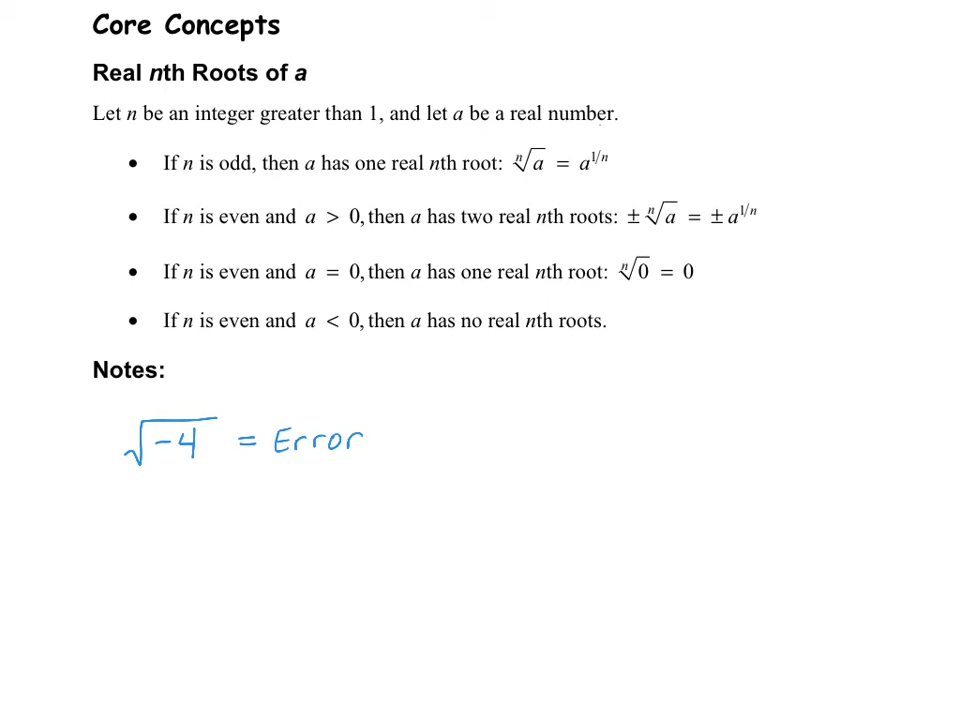 Core Concepts
Real nth Roots of a
Let n be an integer greater than 1, and let a be a real number.
• If n is odd, then a has one real nth root: ⁿ√a = a^{1/n}
• If n is even and a > 0, then a has two real nth roots: ± ⁿ√a = ± a^{1/n}
• If n is even and a = 0, then a has one real nth root: ⁿ√0 = 0
• If n is even and a < 0, then a has no real nth roots.
Notes:
√-4 = Error